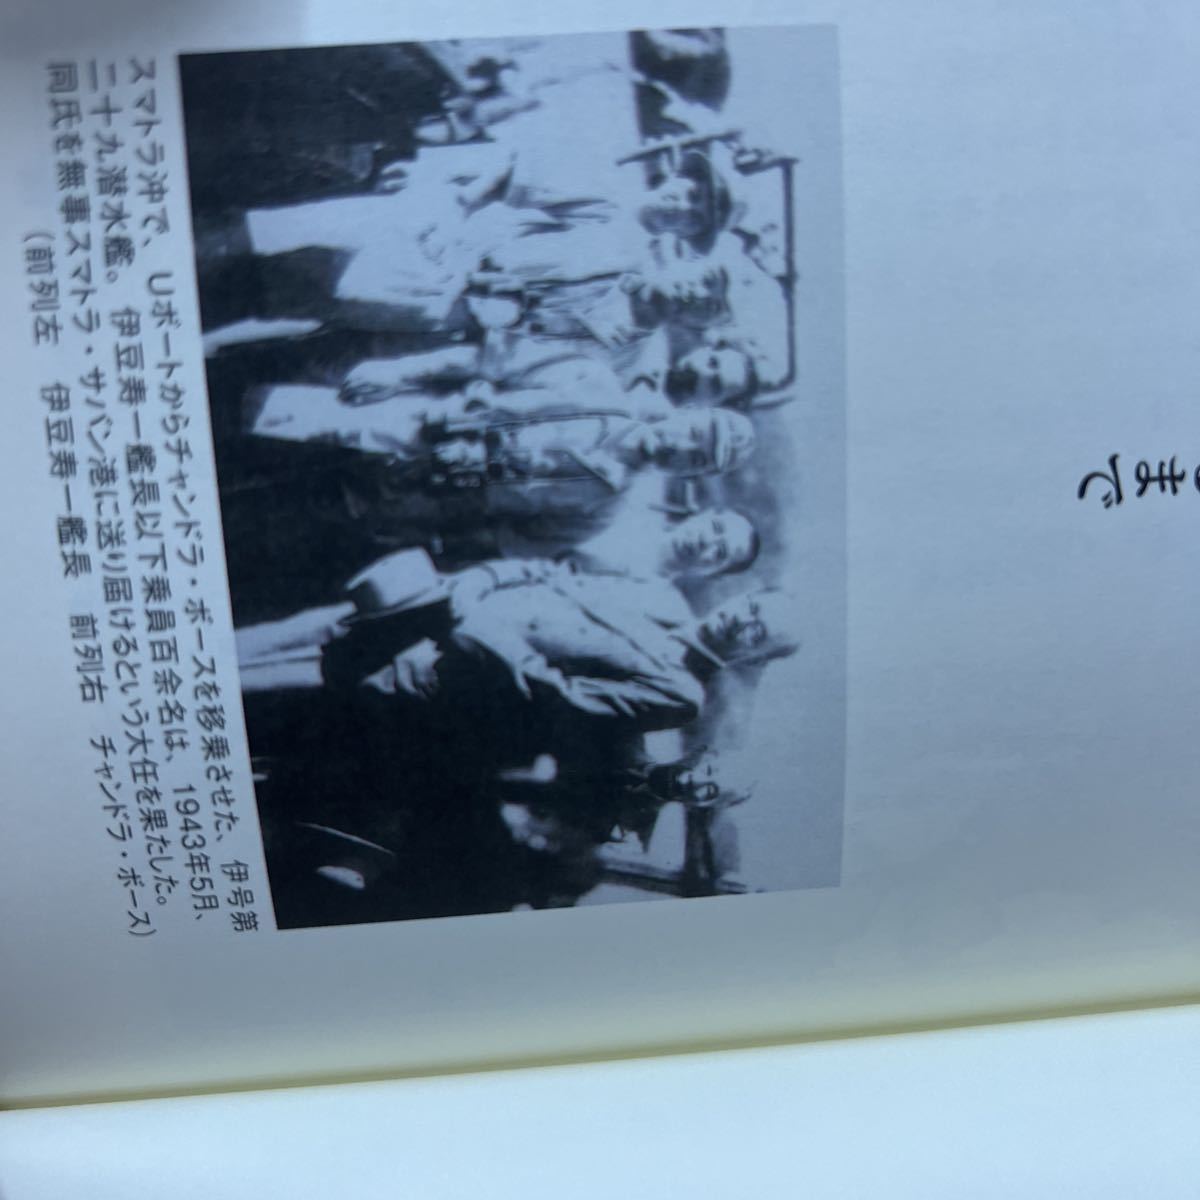 まで
スマトラ沖で、Uボートからチャンドラ・ボースを移乗させた、伊号第
二十九潜水艦。伊豆寿一艦長以下乗員百余名は、1943年5月、
同氏を無事スマトラ・サバン港に送り届けるという大任を果たした。
(前列左 伊豆寿一艦長 前列右 チャンドラ・ボース)